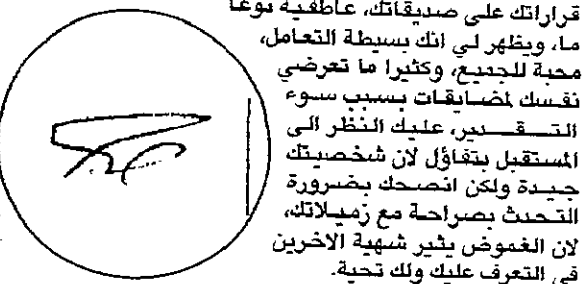 قراراتك على صديقاتك، عاطفية نوعا
ما، ويظهر لي انك بسيطة التعامل،
محبة للجميع، وكثيرا ما تعرضي
نفسك لمضايقات بسبب سوء
التقدير، عليك النظر الى
المستقبل بتفاؤل لان شخصيتك
جيدة ولكن انصحك بضرورة
التحدث بصراحة مع زميلاتك،
لان الغموض يثير شهية الاخرين
في التعرف عليك ولك تحية.